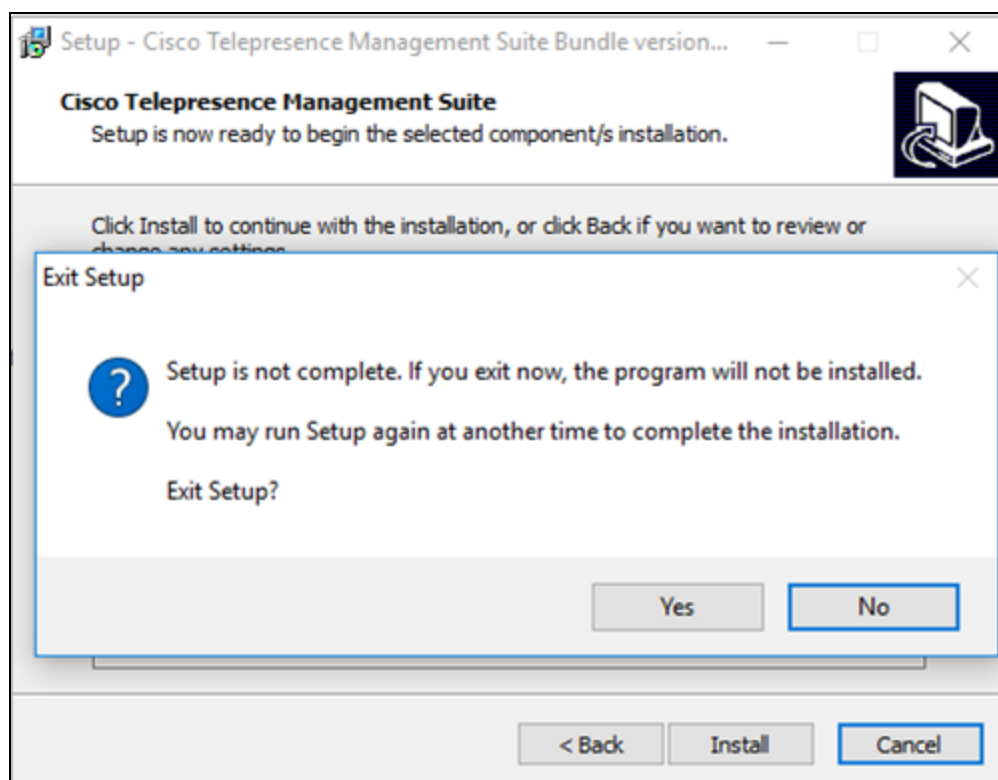 Setup - Cisco Telepresence Management Suite Bundle version...
Cisco Telepresence Management Suite
Setup is now ready to begin the selected component/s installation.
Click Install to continue with the installation, or click Back if you want to review or
change any settings.
Exit Setup
Setup is not complete. If you exit now, the program will not be installed.
You may run Setup again at another time to complete the installation.
Exit Setup?
Yes
No
< Back
Install
Cancel